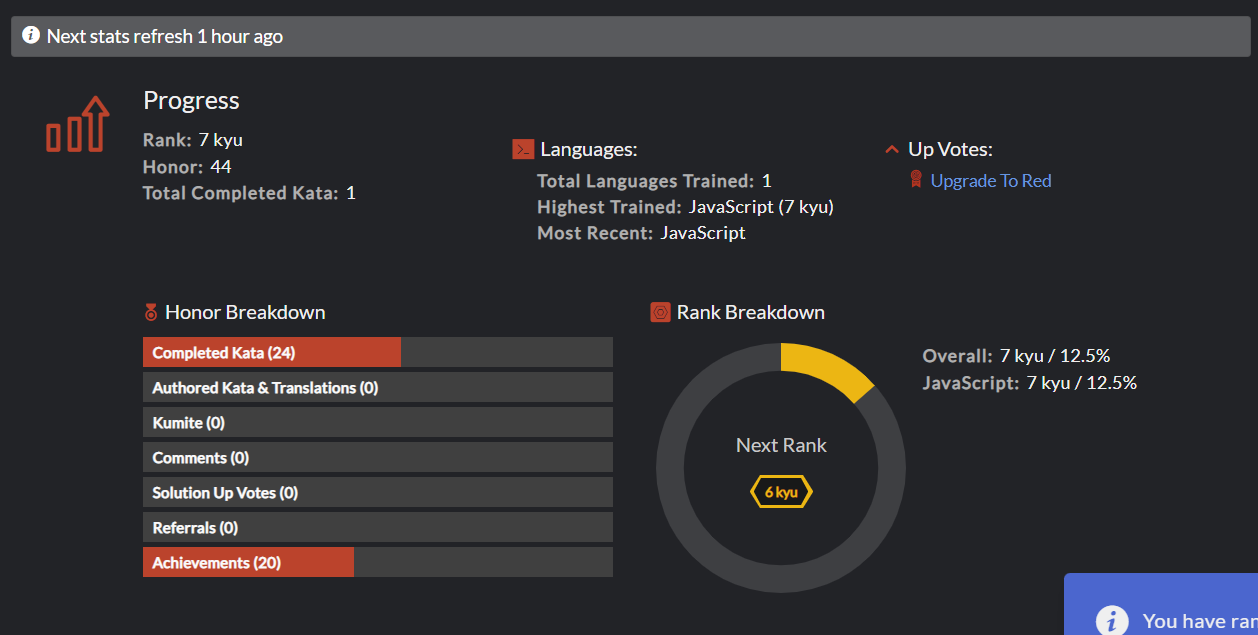 Next stats refresh 1 hour ago
Progress
Rank: 7 kyu
Honor: 44
Total Completed Kata: 1
Languages:
Total Languages Trained: 1
Highest Trained: JavaScript (7 kyu)
Most Recent: JavaScript
Up Votes:
Upgrade To Red
Honor Breakdown
Completed Kata (24)
Authored Kata & Translations (0)
Kumite (0)
Comments (0)
Solution Up Votes (0)
Referrals (0)
Achievements (20)
Rank Breakdown
Next Rank
6 kyu
Overall: 7 kyu / 12.5%
JavaScript: 7 kyu / 12.5%
You have